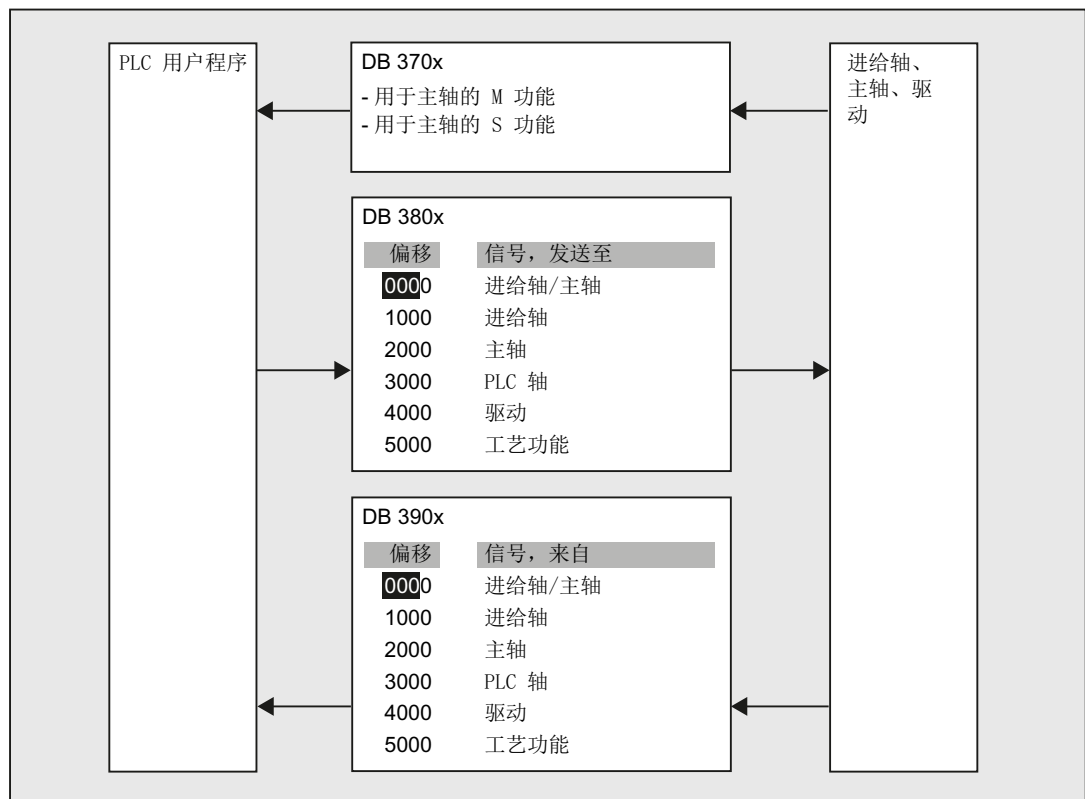 PLC 用户程序
DB 370x
- 用于主轴的 M 功能
- 用于主轴的 S 功能
进给轴、
主轴、驱
动
DB 380x
偏移 信号，发送至
0000 进给轴/主轴
1000 进给轴
2000 主轴
3000 PLC 轴
4000 驱动
5000 工艺功能
DB 390x
偏移 信号，来自
0000 进给轴/主轴
1000 进给轴
2000 主轴
3000 PLC 轴
4000 驱动
5000 工艺功能